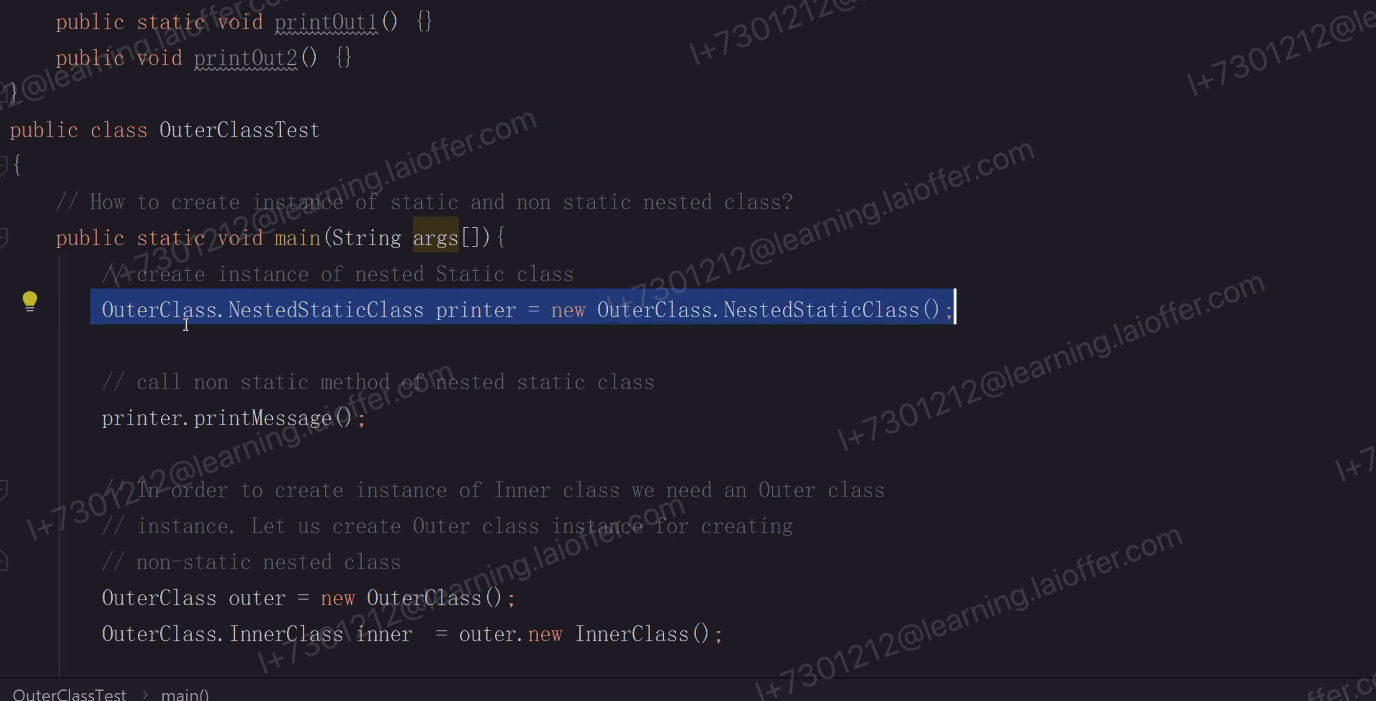 public static void printOut1() {}
public void printOut2() {}
}
public class OuterClassTest
{
// How to create instance of static and non static nested class?
public static void main(String args[]){
// create instance of nested Static class
OuterClass.NestedStaticClass printer = new OuterClass.NestedStaticClass();
// call non static method of nested static class
printer.printMessage();
// In order to create instance of Inner class we need an Outer class
// instance. Let us create Outer class instance for creating
// non-static nested class
OuterClass outer = new OuterClass();
OuterClass.InnerClass inner  = outer.new InnerClass();
OuterClassTest > main()
l+7301212@learning.laioffer.com
l+7301212@learning.laioffer.com
l+7301212@learning.laioffer.com
l+7301212@learning.laioffer.com
l+7301212@learning.laioffer.com
l+7301212@learning.laioffer.com